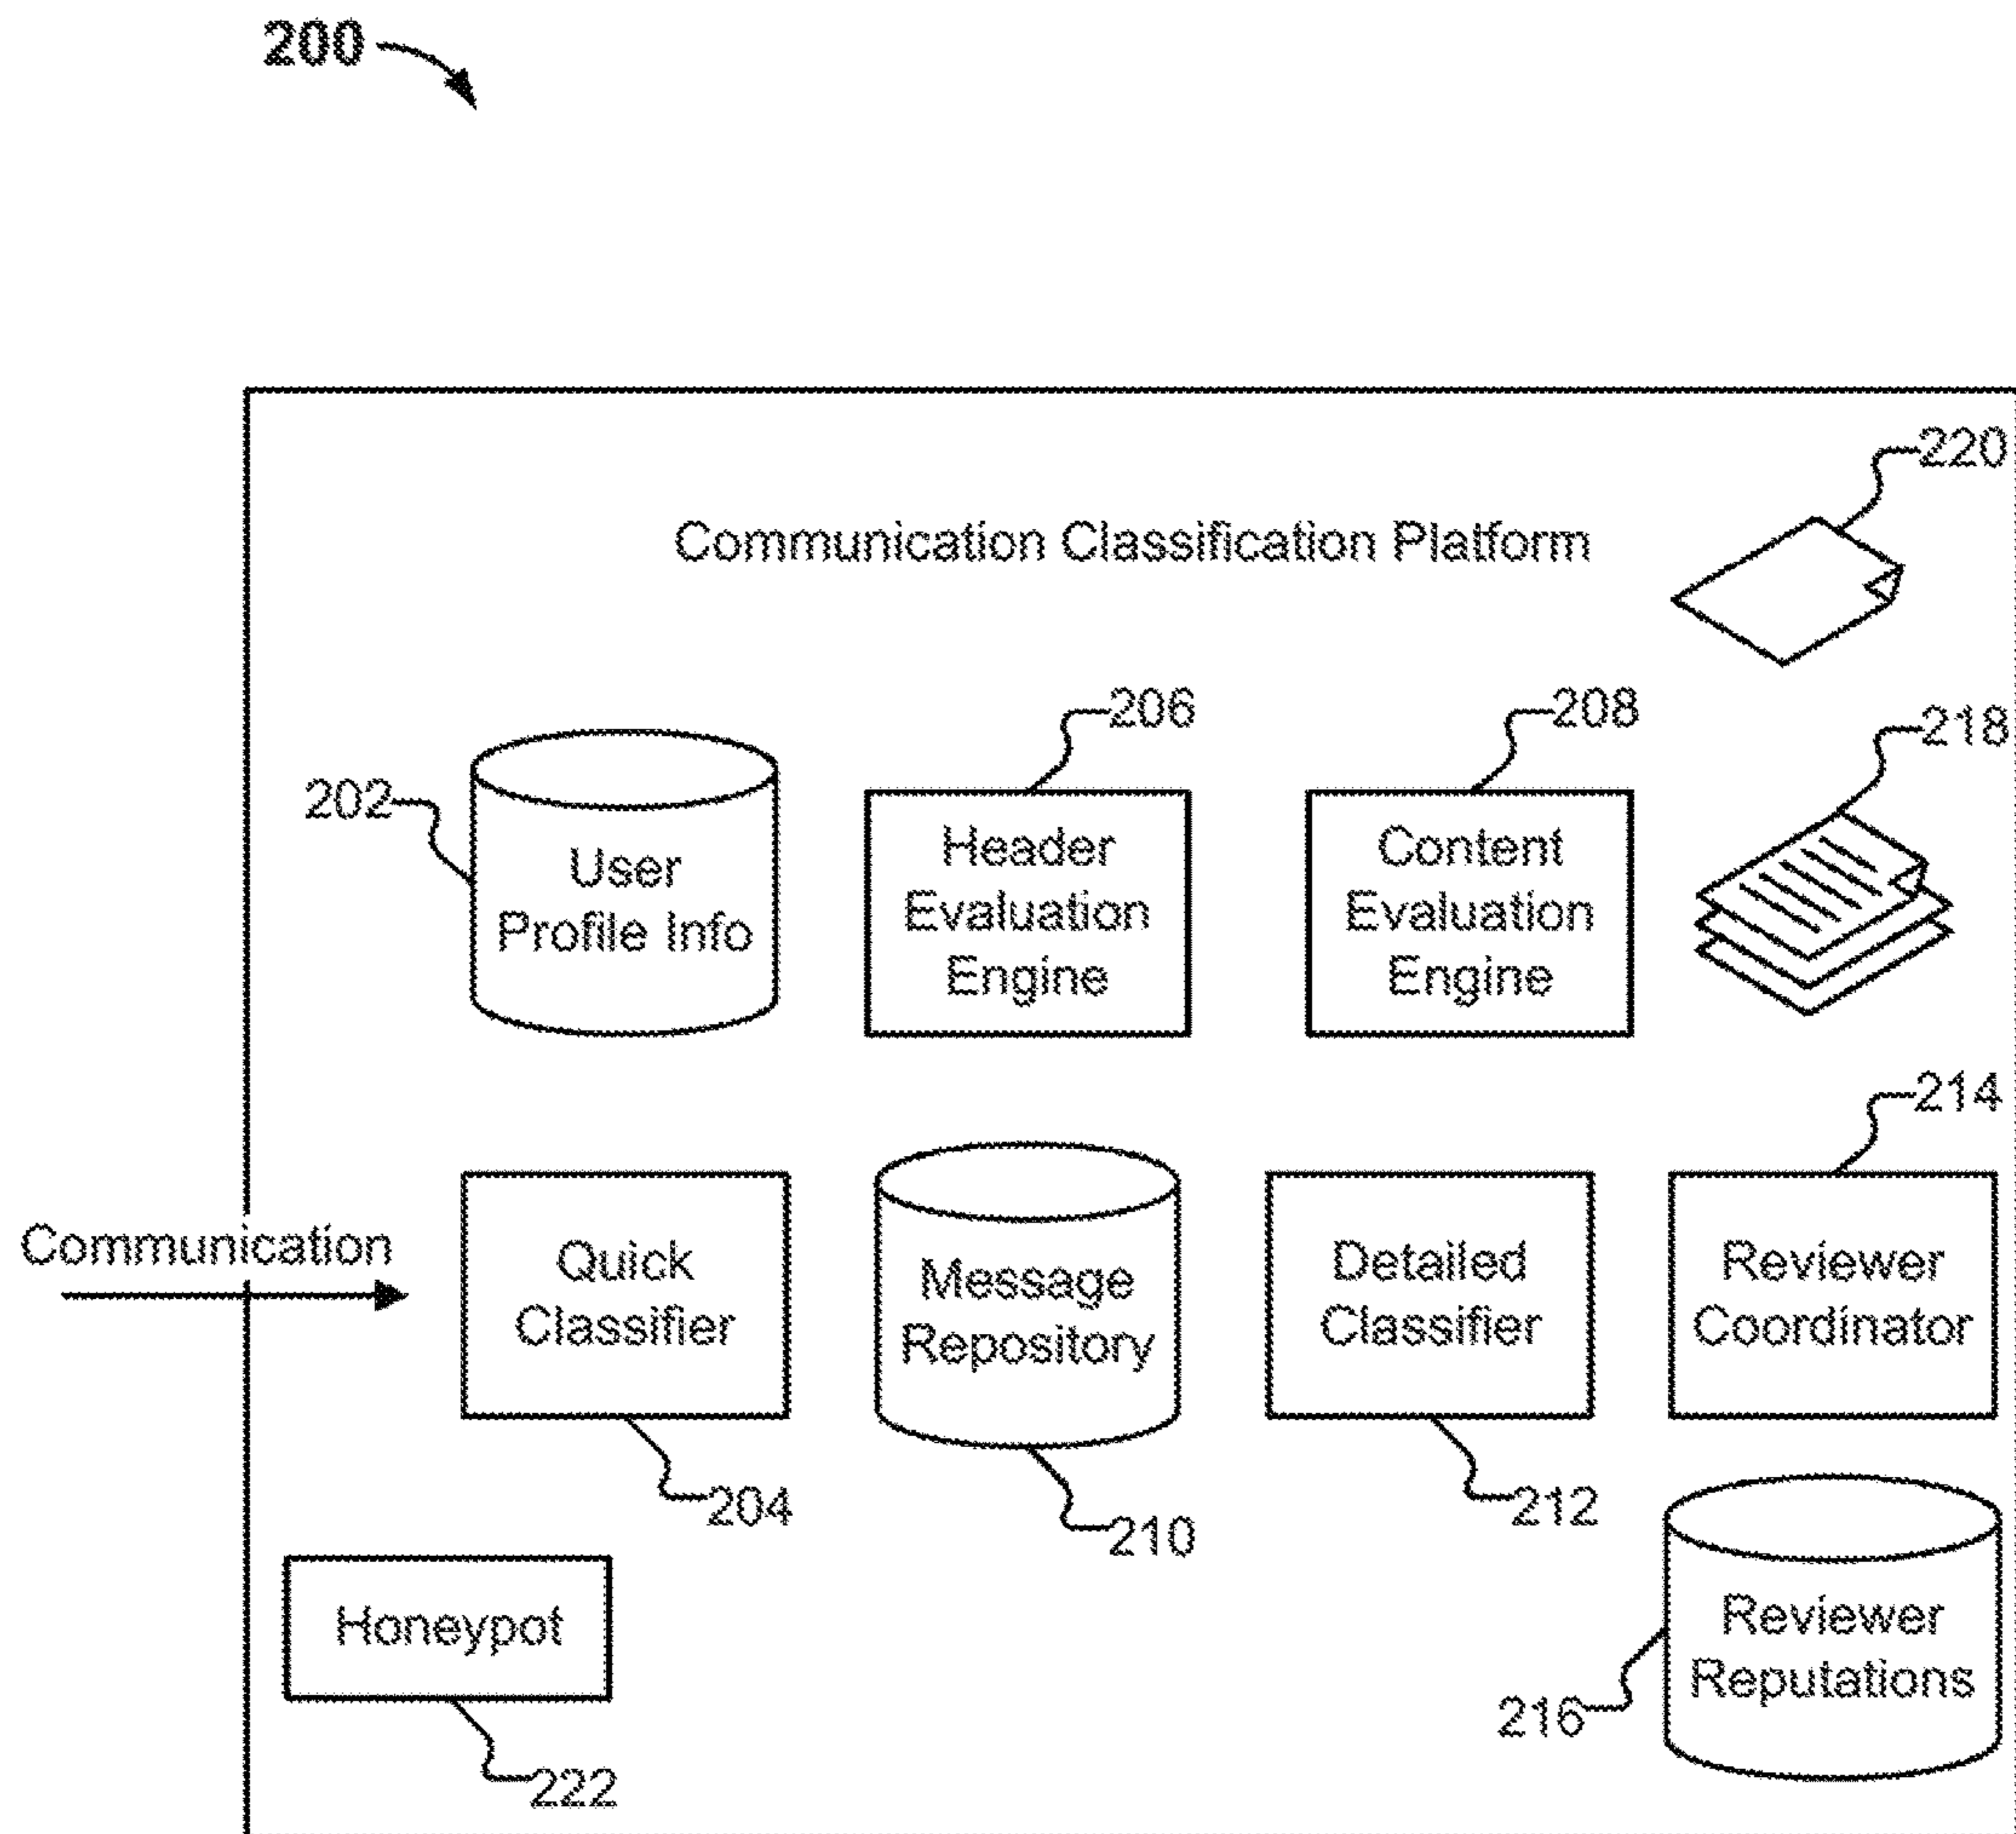 200
220
Communication Classification Platform
206
208
218
202
User
Profile Info
Header
Evaluation
Engine
Content
Evaluation
Engine
214
Communication
Quick
Classifier
Message
Repository
Detailed
Classifier
Reviewer
Coordinator
204
210
212
Honeypot
222
216
Reviewer
Reputations